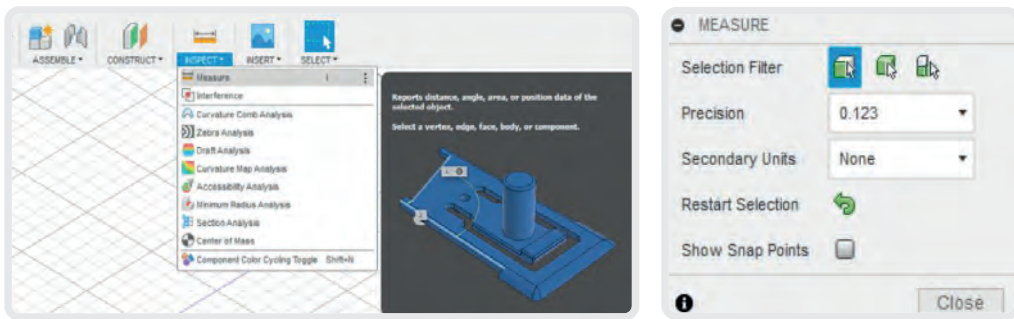 ASSEMBLE CONSTRUCT INSPECT INSERT SELECT
Measure I
Interference
Curvature Comb Analysis
Zebra Analysis
Draft Analysis
Curvature Map Analysis
Accessibility Analysis
Minimum Radius Analysis
Section Analysis
Center of Mass
Component Color Cycling Toggle Shift+N
Reports distance, angle, area, or position data of the
selected object.
Select a vertex, edge, face, body, or component.
MEASURE
Selection Filter
Precision 0.123
Secondary Units None
Restart Selection
Show Snap Points
Close